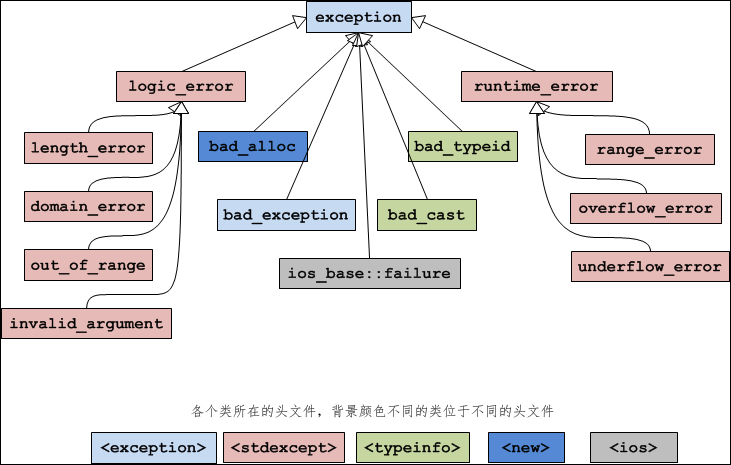 exception
logic_error
runtime_error
length_error
bad_alloc
bad_typeid
range_error
domain_error
bad_exception
bad_cast
overflow_error
out_of_range
ios_base::failure
underflow_error
invalid_argument
各个类所在的头文件，背景颜色不同的类位于不同的头文件
<exception> <stdexcept> <typeinfo> <new> <ios>